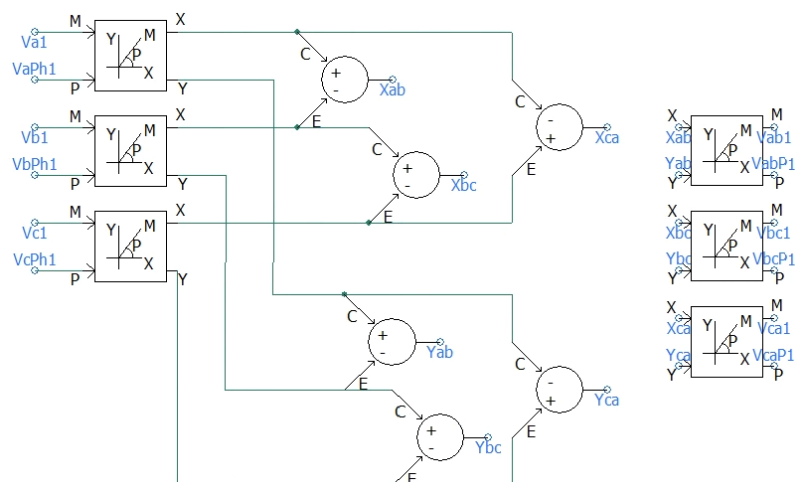 M X
Va1
Y M
P
X
VaPh1
P Y
C
+
-
Xab
E
C
-
+
Xca
E
M X
Vb1
Y M
P
X
VbPh1
P Y
C
+
-
Xbc
E
M X
Vc1
Y M
P
X
VcPh1
P Y
X M
Xab Vab1
Y M
P
X
Yab VabP1
Y P
X M
Xbc Vbc1
Y M
P
X
Ybc VbcP1
Y P
X M
Xca Vca1
Y M
P
X
Yca VcaP1
Y P
C
+
-
Yab
E
C
-
+
Yca
E
C
+
-
Ybc
E